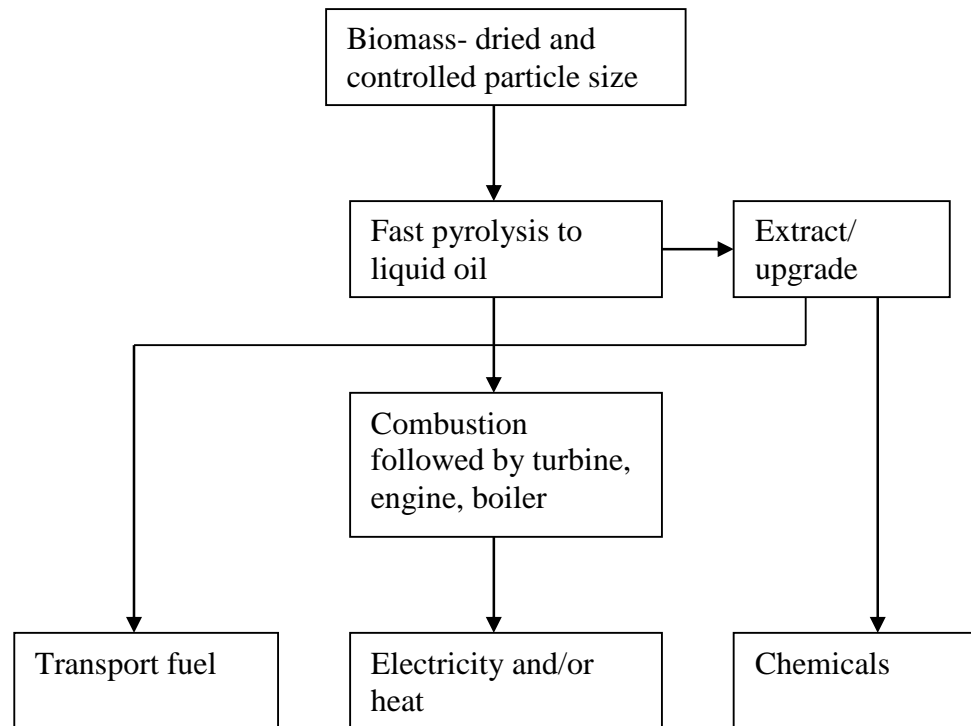 Biomass- dried and
controlled particle size
Fast pyrolysis to
liquid oil
Extract/
upgrade
Combustion
followed by turbine,
engine, boiler
Transport fuel
Electricity and/or
heat
Chemicals